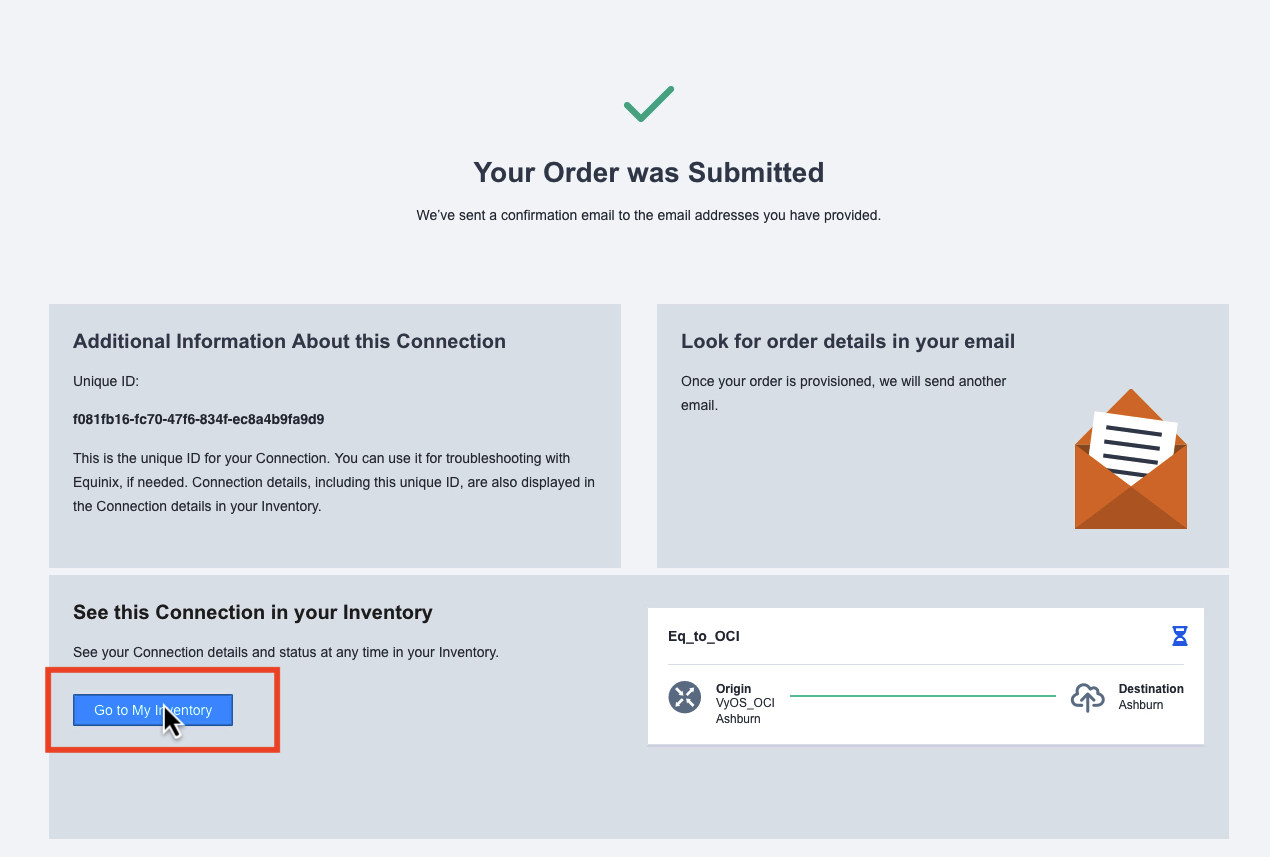 Your Order was Submitted
We've sent a confirmation email to the email addresses you have provided.
Additional Information About this Connection
Unique ID:
f081fb16-fc70-47f6-834f-ec8a4b9fa9d9
This is the unique ID for your Connection. You can use it for troubleshooting with
Equinix, if needed. Connection details, including this unique ID, are also displayed in
the Connection details in your Inventory.
Look for order details in your email
Once your order is provisioned, we will send another
email.
See this Connection in your Inventory
See your Connection details and status at any time in your Inventory.
Go to My Inventory
Eq_to_OCI
Origin
VyOS_OCI
Ashburn
Destination
Ashburn